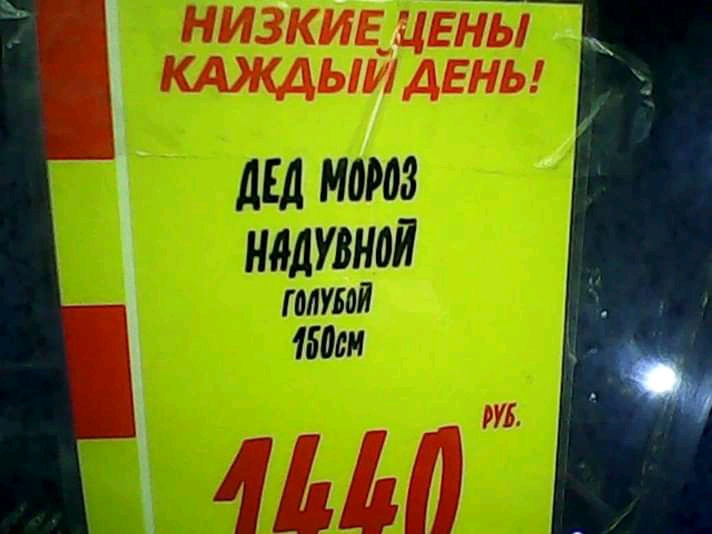 НИЗКИЕ ЦЕНЫ
КАЖДЫЙ ДЕНЬ!
ДЕД МОРОЗ
НАДУВНОЙ
ГОЛУБОЙ
150см
РУБ.
1440